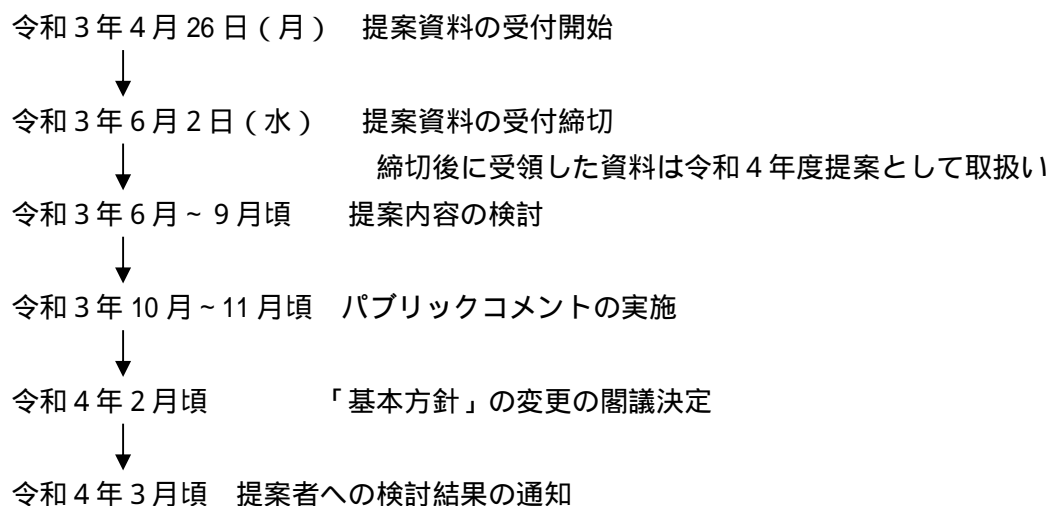 令和３年４月 26 日（月）　提案資料の受付開始
令和３年６月２日（水）　提案資料の受付締切
締切後に受領した資料は令和４年度提案として取扱い
令和３年６月～９月頃　提案内容の検討
令和３年 10 月～11 月頃　パブリックコメントの実施
令和４年２月頃　「基本方針」の変更の閣議決定
令和４年３月頃　提案者への検討結果の通知